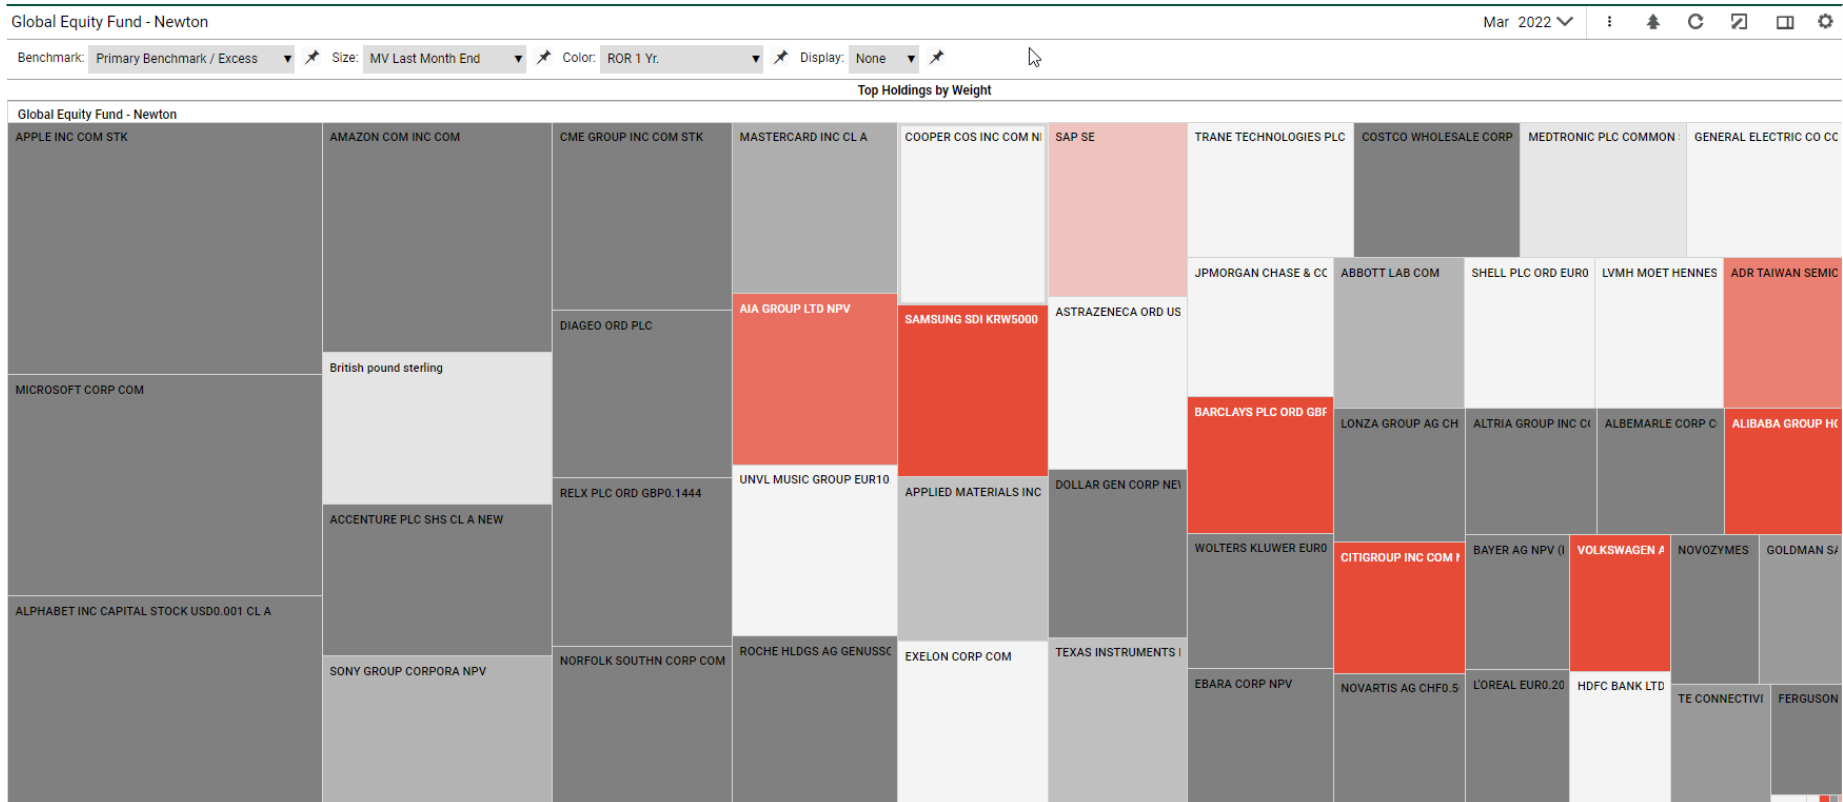 Global Equity Fund - Newton
Mar 2022
Benchmark: Primary Benchmark / Excess Size: MV Last Month End Color: ROR 1 Yr. Display: None
Top Holdings by Weight
Global Equity Fund - Newton
APPLE INC COM STK
MICROSOFT CORP COM
ALPHABET INC CAPITAL STOCK USD0.001 CL A
AMAZON COM INC COM
British pound sterling
ACCENTURE PLC SHS CL A NEW
SONY GROUP CORPORA NPV
CME GROUP INC COM STK
DIAGEO ORD PLC
RELX PLC ORD GBP0.1444
NORFOLK SOUTHN CORP COM
MASTERCARD INC CL A
AIA GROUP LTD NPV
UNVL MUSIC GROUP EUR10
ROCHE HLDGS AG GENUSSC
COOPER COS INC COM N
SAMSUNG SDI KRW5000
APPLIED MATERIALS INC
EXELON CORP COM
SAP SE
ASTRAZENECA ORD US
DOLLAR GEN CORP NE
TEXAS INSTRUMENTS
TRANE TECHNOLOGIES PLC
COSTCO WHOLESALE CORP
MEDTRONIC PLC COMMON
GENERAL ELECTRIC CO CO
JPMORGAN CHASE & CO
ABBOTT LAB COM
SHELL PLC ORD EUR0
LVMH MOET HENNES
ADR TAIWAN SEMIC
BARCLAYS PLC ORD GBP
LONZA GROUP AG CH
ALTRIA GROUP INC CO
ALBEMARLE CORP C
ALIBABA GROUP HO
WOLTERS KLUWER EUR0
CITIGROUP INC COM N
BAYER AG NPV (
VOLKSWAGEN A
NOVOZYMES
GOLDMAN SA
EBARA CORP NPV
NOVARTIS AG CHF0.5
L'OREAL EUR0.20
HDFC BANK LTD
TE CONNECTIVI
FERGUSON